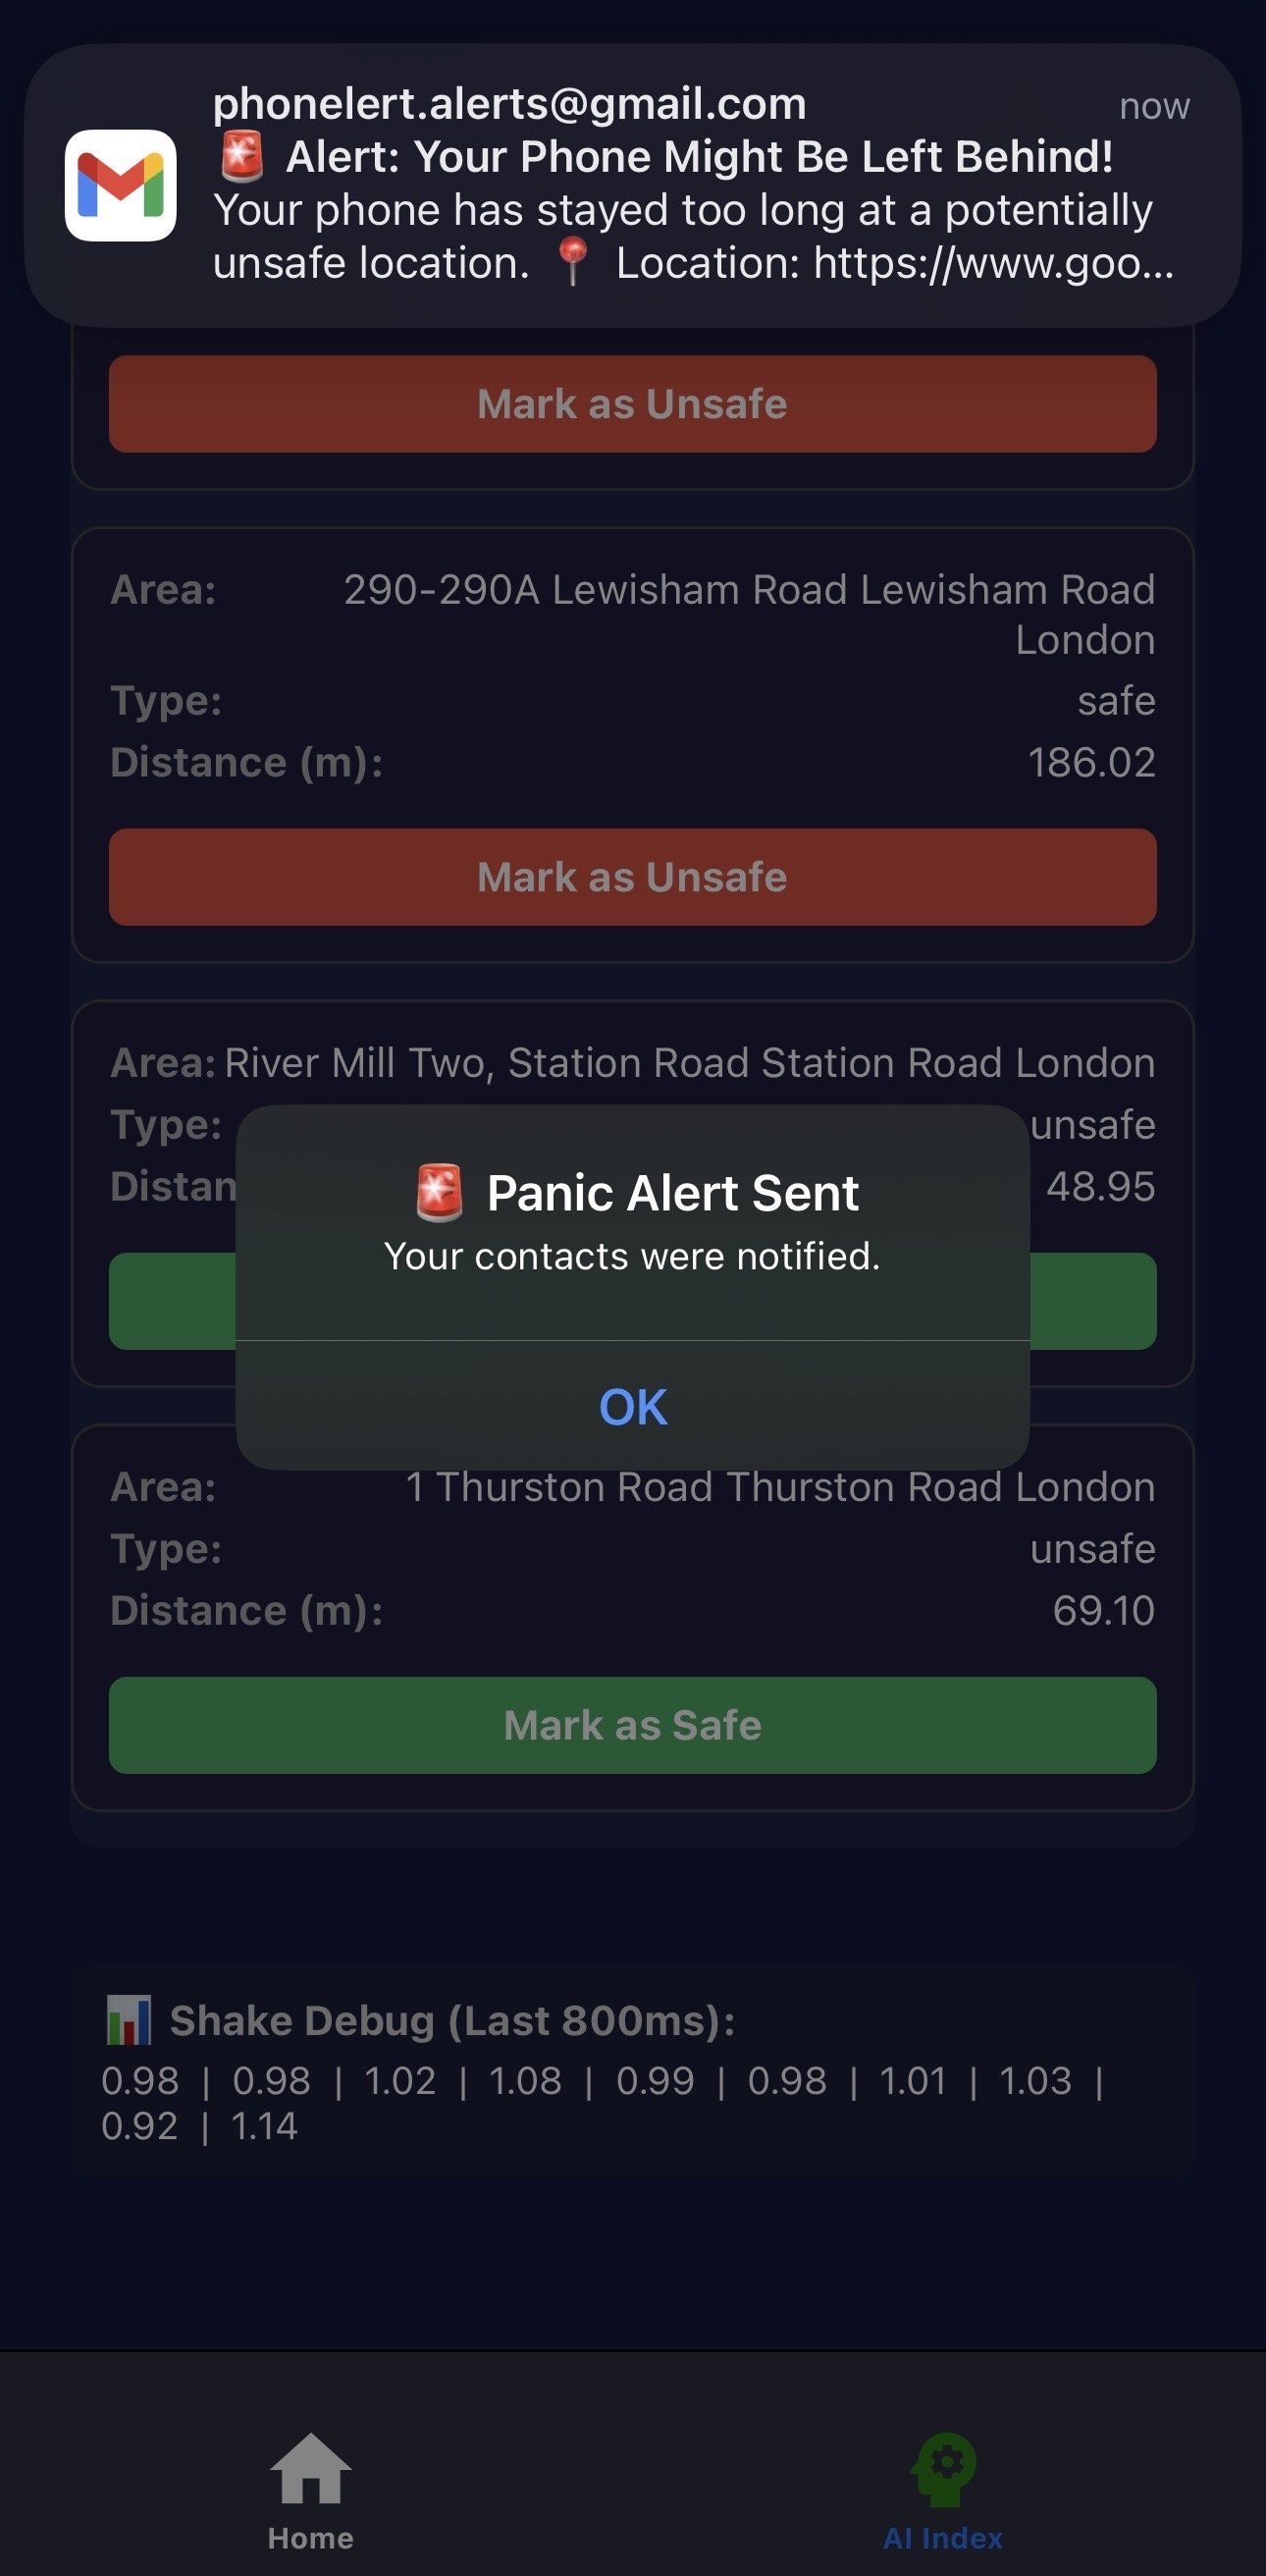 phonelert.alerts@gmail.com now
🚨 Alert: Your Phone Might Be Left Behind!
Your phone has stayed too long at a potentially
unsafe location. 📍 Location: https://www.goo...
Mark as Unsafe
Area: 290-290A Lewisham Road Lewisham Road
London
Type: safe
Distance (m): 186.02
Mark as Unsafe
Area: River Mill Two, Station Road Station Road London
Type: unsafe
Distan 48.95
🚨 Panic Alert Sent
Your contacts were notified.
OK
Area: 1 Thurston Road Thurston Road London
Type: unsafe
Distance (m): 69.10
Mark as Safe
📊 Shake Debug (Last 800ms):
0.98 | 0.98 | 1.02 | 1.08 | 0.99 | 0.98 | 1.01 | 1.03 |
0.92 | 1.14
Home AI Index